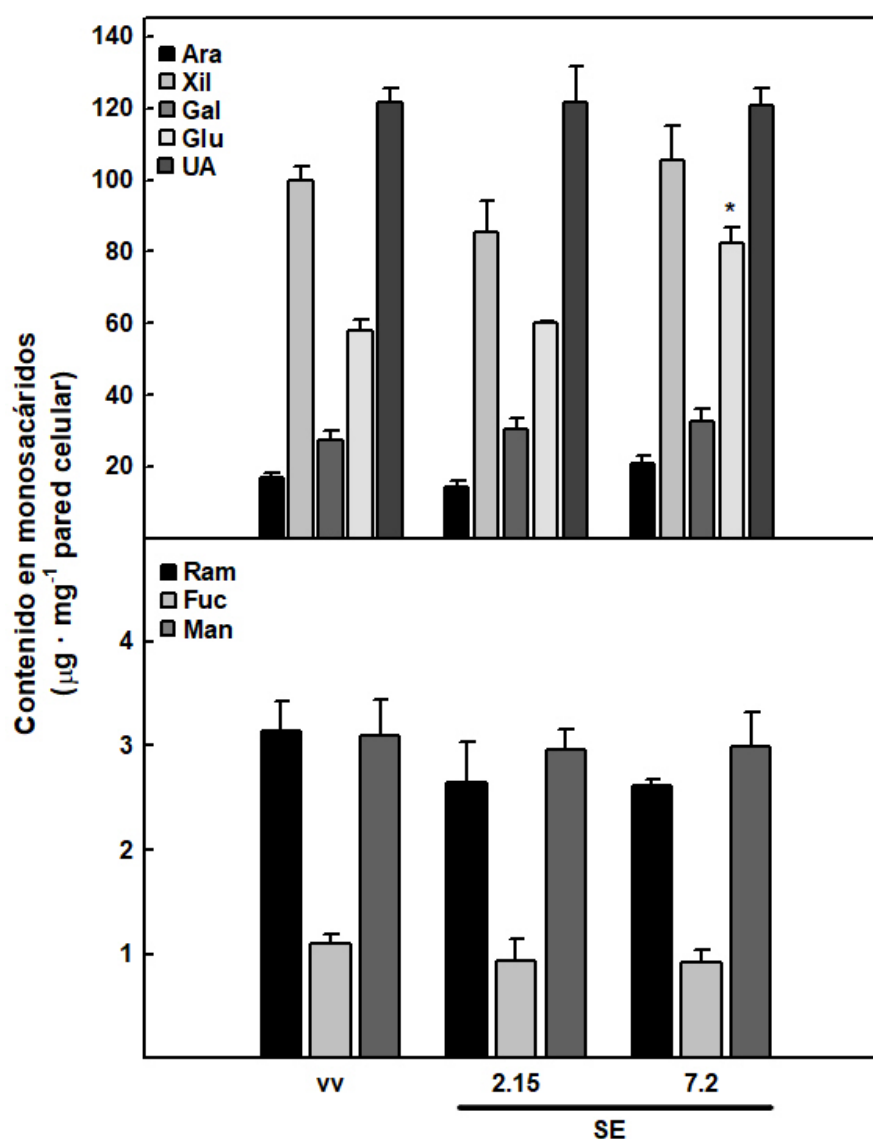 Contenido en monosacáridos
(μg · mg⁻¹ pared celular)
140
120
100
80
60
40
20
Ara
Xil
Gal
Glu
UA
*
4
3
2
1
Ram
Fuc
Man
vv
2.15
7.2
SE